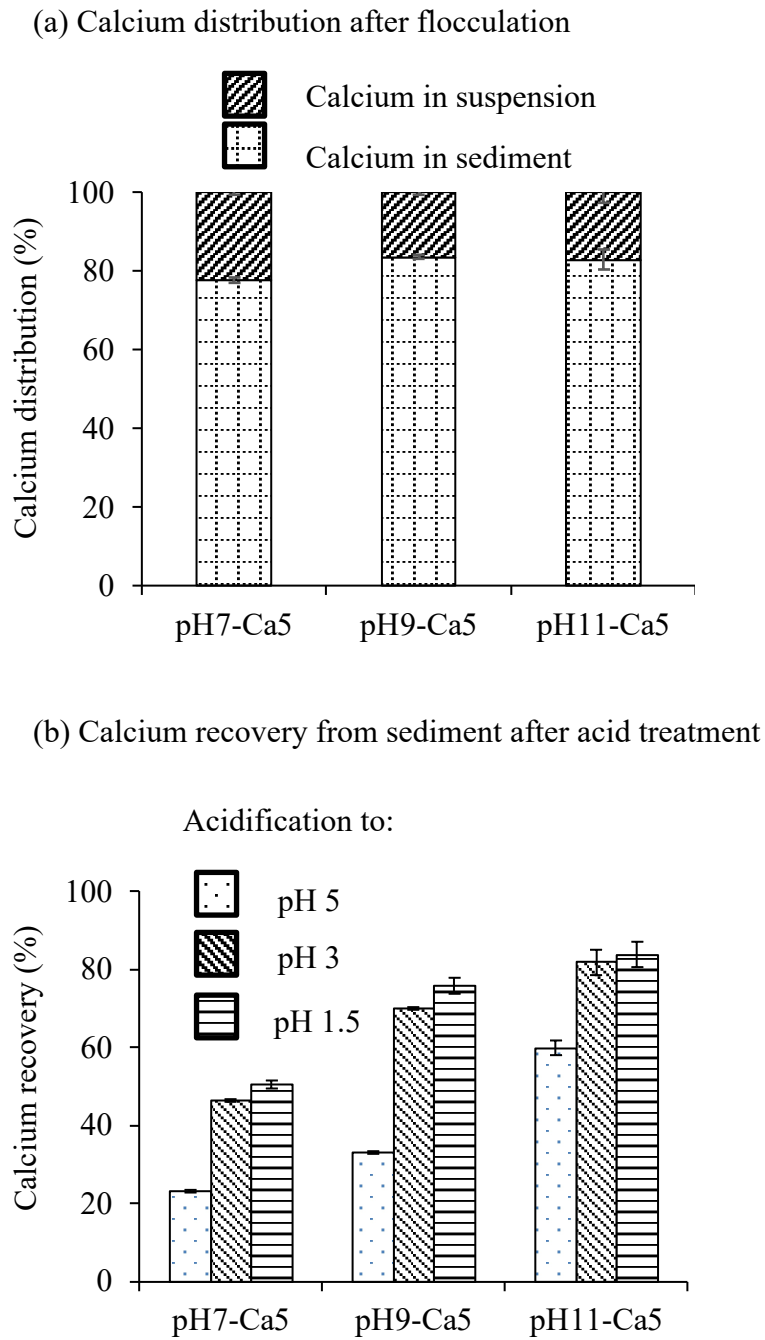 (a) Calcium distribution after flocculation
Calcium in suspension
Calcium in sediment
Calcium distribution (%)
100
80
60
40
20
0
pH7-Ca5 pH9-Ca5 pH11-Ca5
(b) Calcium recovery from sediment after acid treatment
Acidification to:
pH 5
pH 3
pH 1.5
Calcium recovery (%)
100
80
60
40
20
0
pH7-Ca5 pH9-Ca5 pH11-Ca5